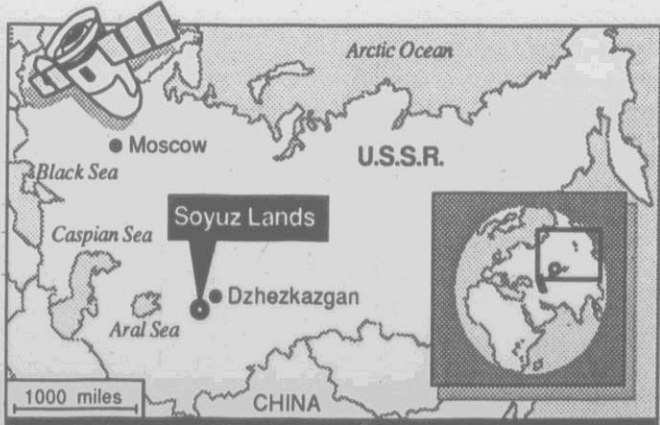 Arctic Ocean
Moscow
U.S.S.R.
Black Sea
Soyuz Lands
Caspian Sea
Dzhezkazgan
Aral Sea
1000 miles
CHINA